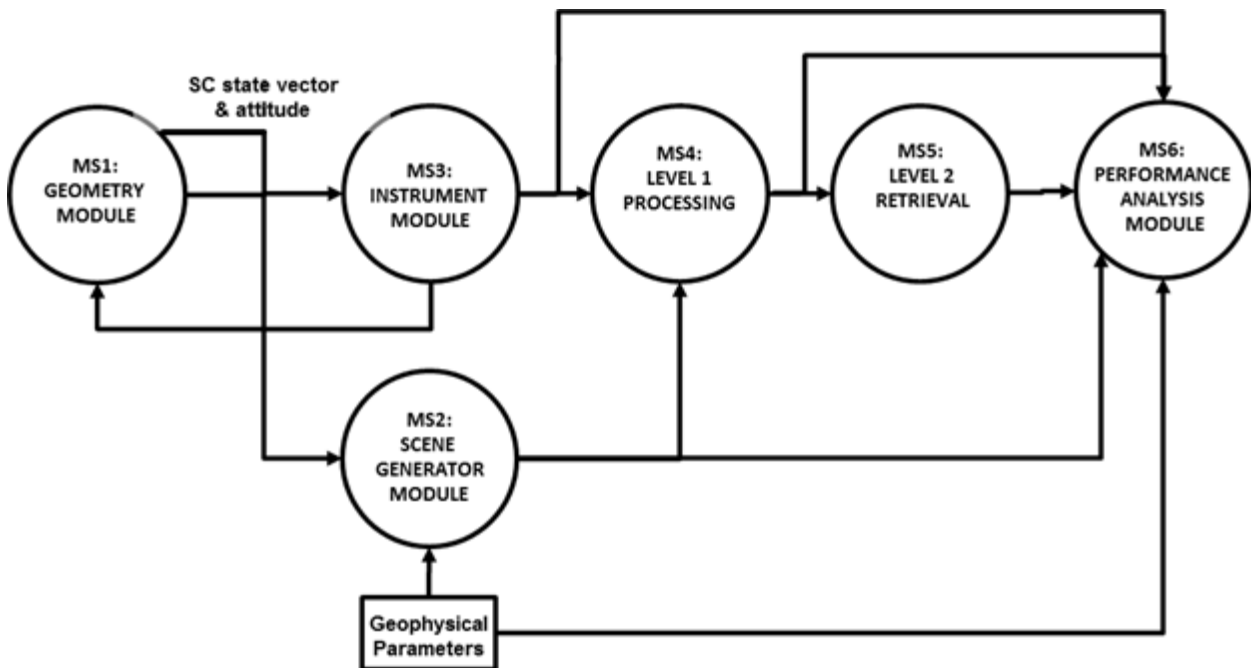 SC state vector
& attitude
MS1:
GEOMETRY
MODULE
MS3:
INSTRUMENT
MODULE
MS4:
LEVEL 1
PROCESSING
MS5:
LEVEL 2
RETRIEVAL
MS6:
PERFORMANCE
ANALYSIS
MODULE
MS2:
SCENE
GENERATOR
MODULE
Geophysical
Parameters